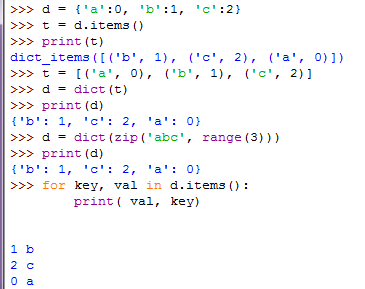 >>> d = {'a':0, 'b':1, 'c':2}
>>> t = d.items()
>>> print(t)
dict_items([('b', 1), ('c', 2), ('a', 0)])
>>> t = [('a', 0), ('b', 1), ('c', 2)]
>>> d = dict(t)
>>> print(d)
{'b': 1, 'c': 2, 'a': 0}
>>> d = dict(zip('abc', range(3)))
>>> print(d)
{'b': 1, 'c': 2, 'a': 0}
>>> for key, val in d.items():
        print( val, key)
1 b
2 c
0 a